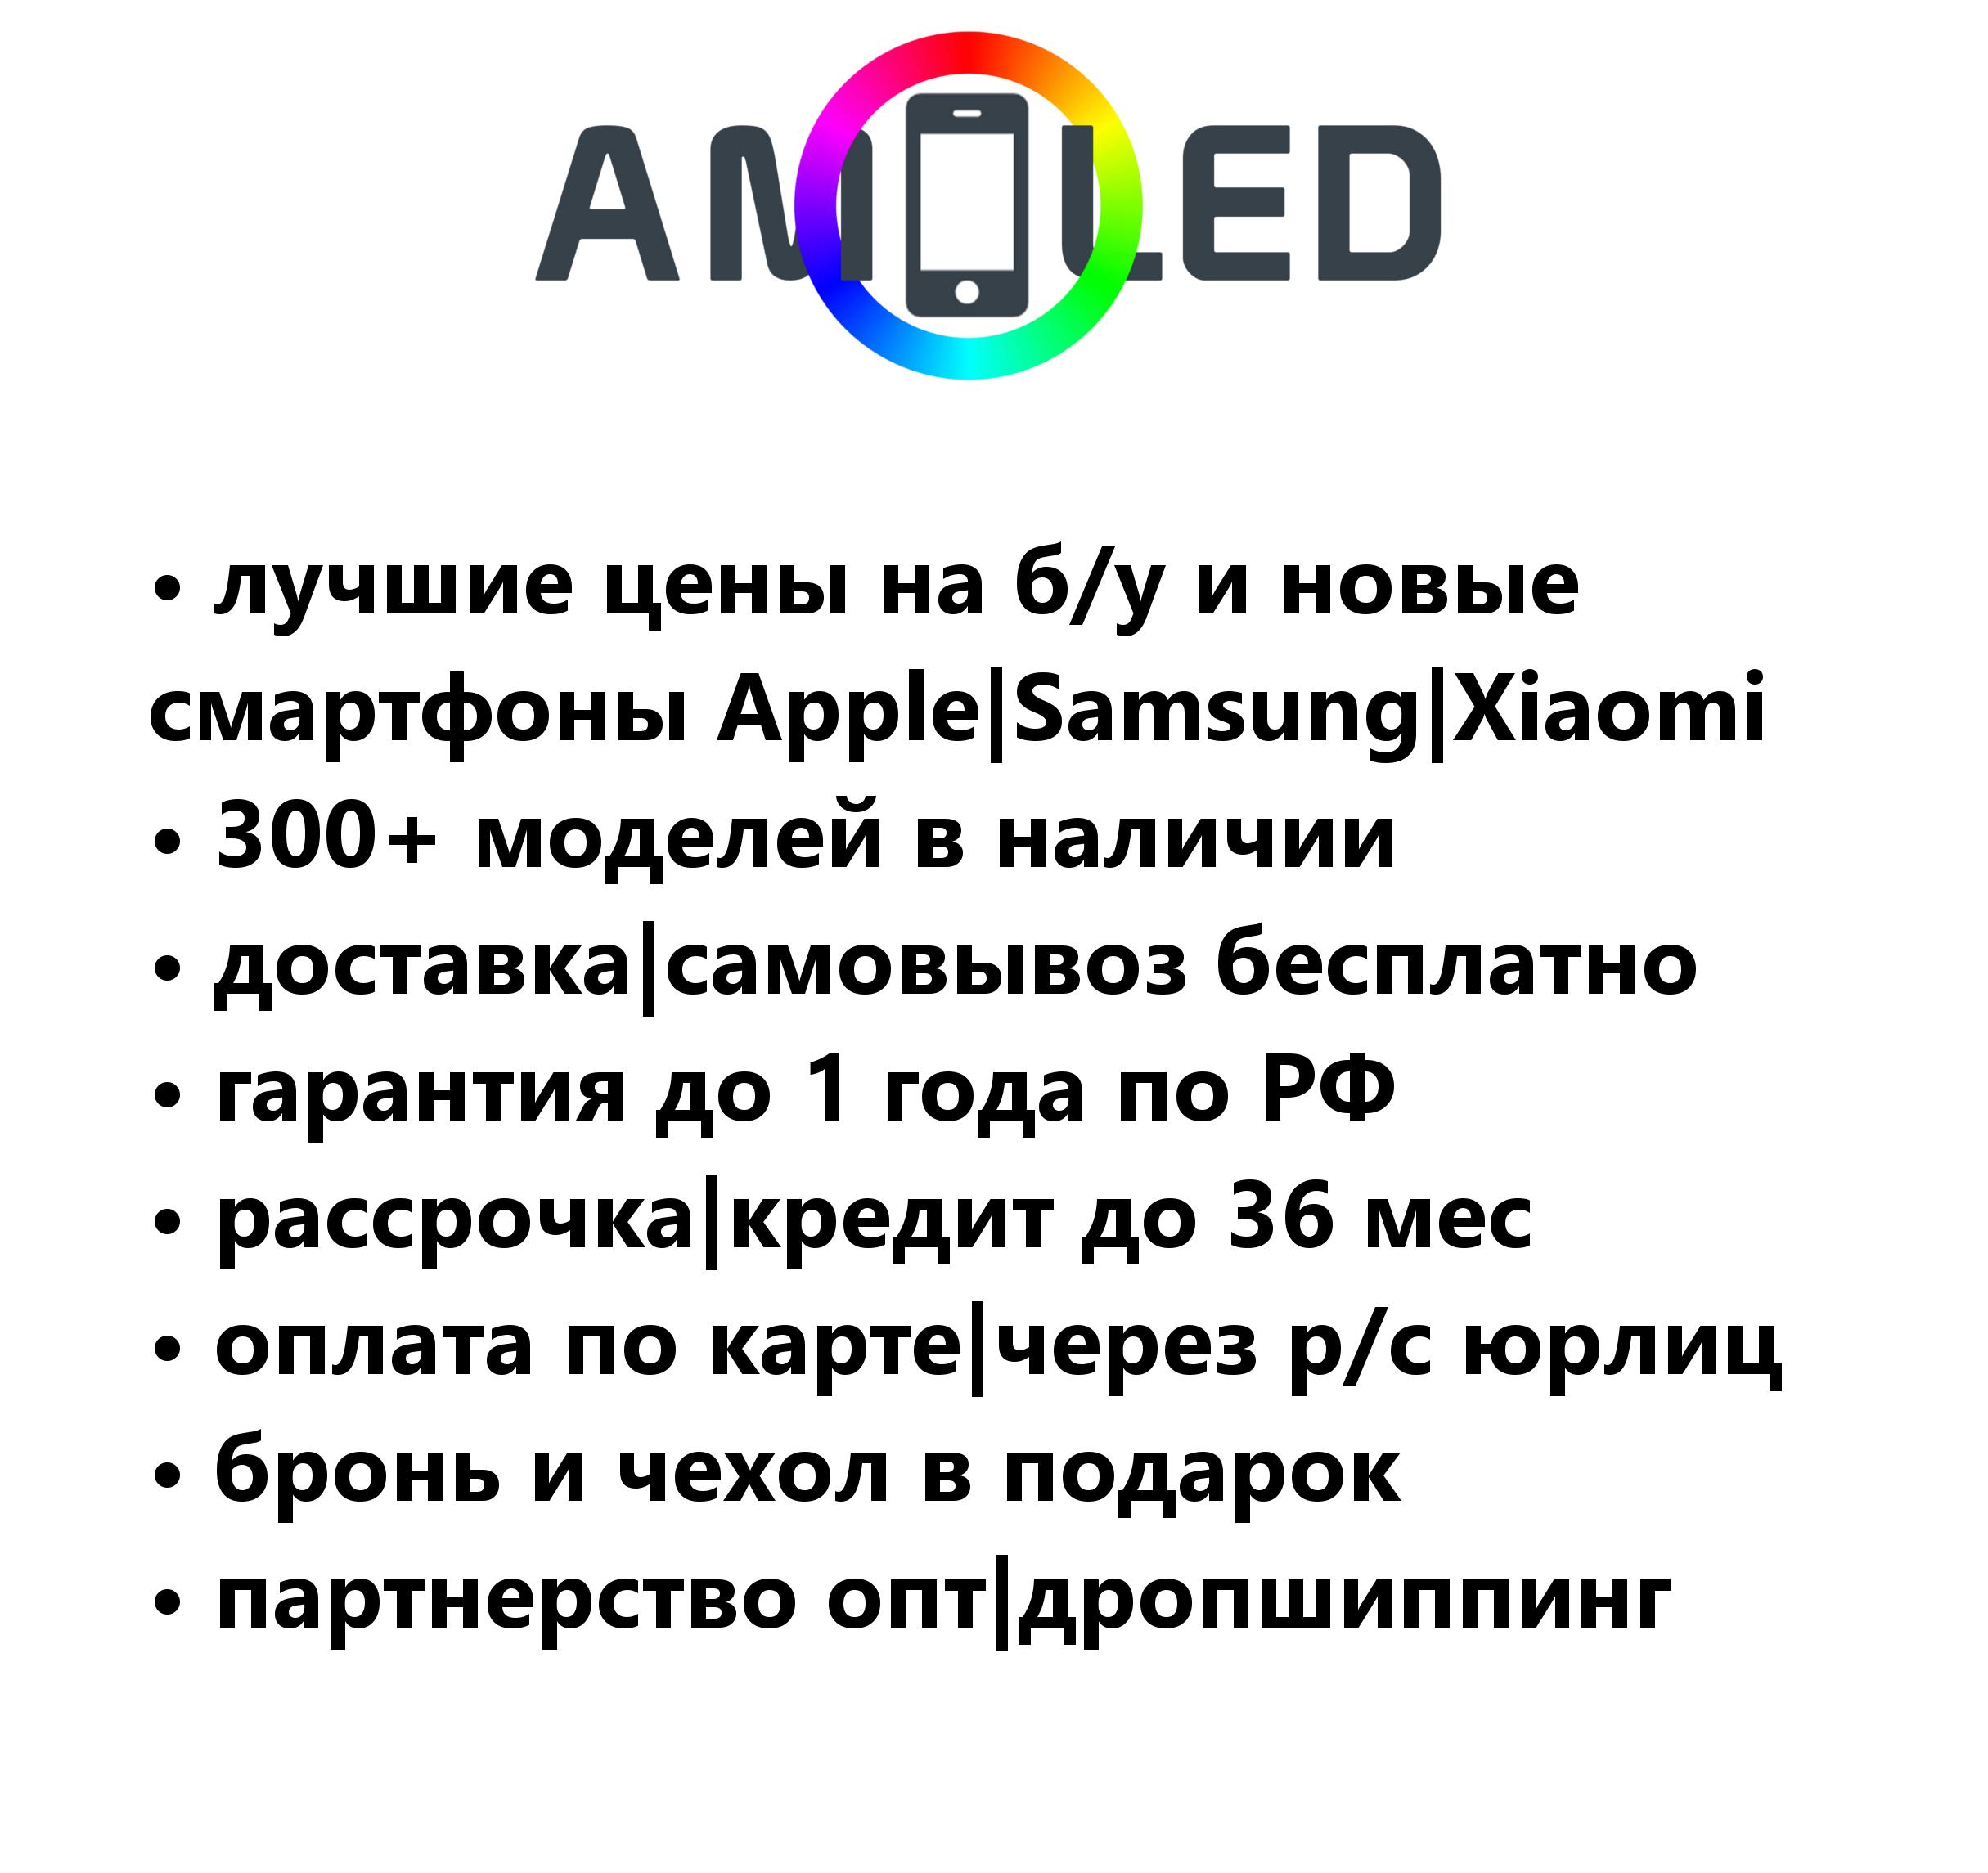 AMOLED
• лучшие цены на б/у и новые
смартфоны Apple|Samsung|Xiaomi
• 300+ моделей в наличии
• доставка|самовывоз бесплатно
• гарантия до 1 года по РФ
• рассрочка|кредит до 36 мес
• оплата по карте|через р/с юрлиц
• бронь и чехол в подарок
• партнерство опт|дропшиппинг